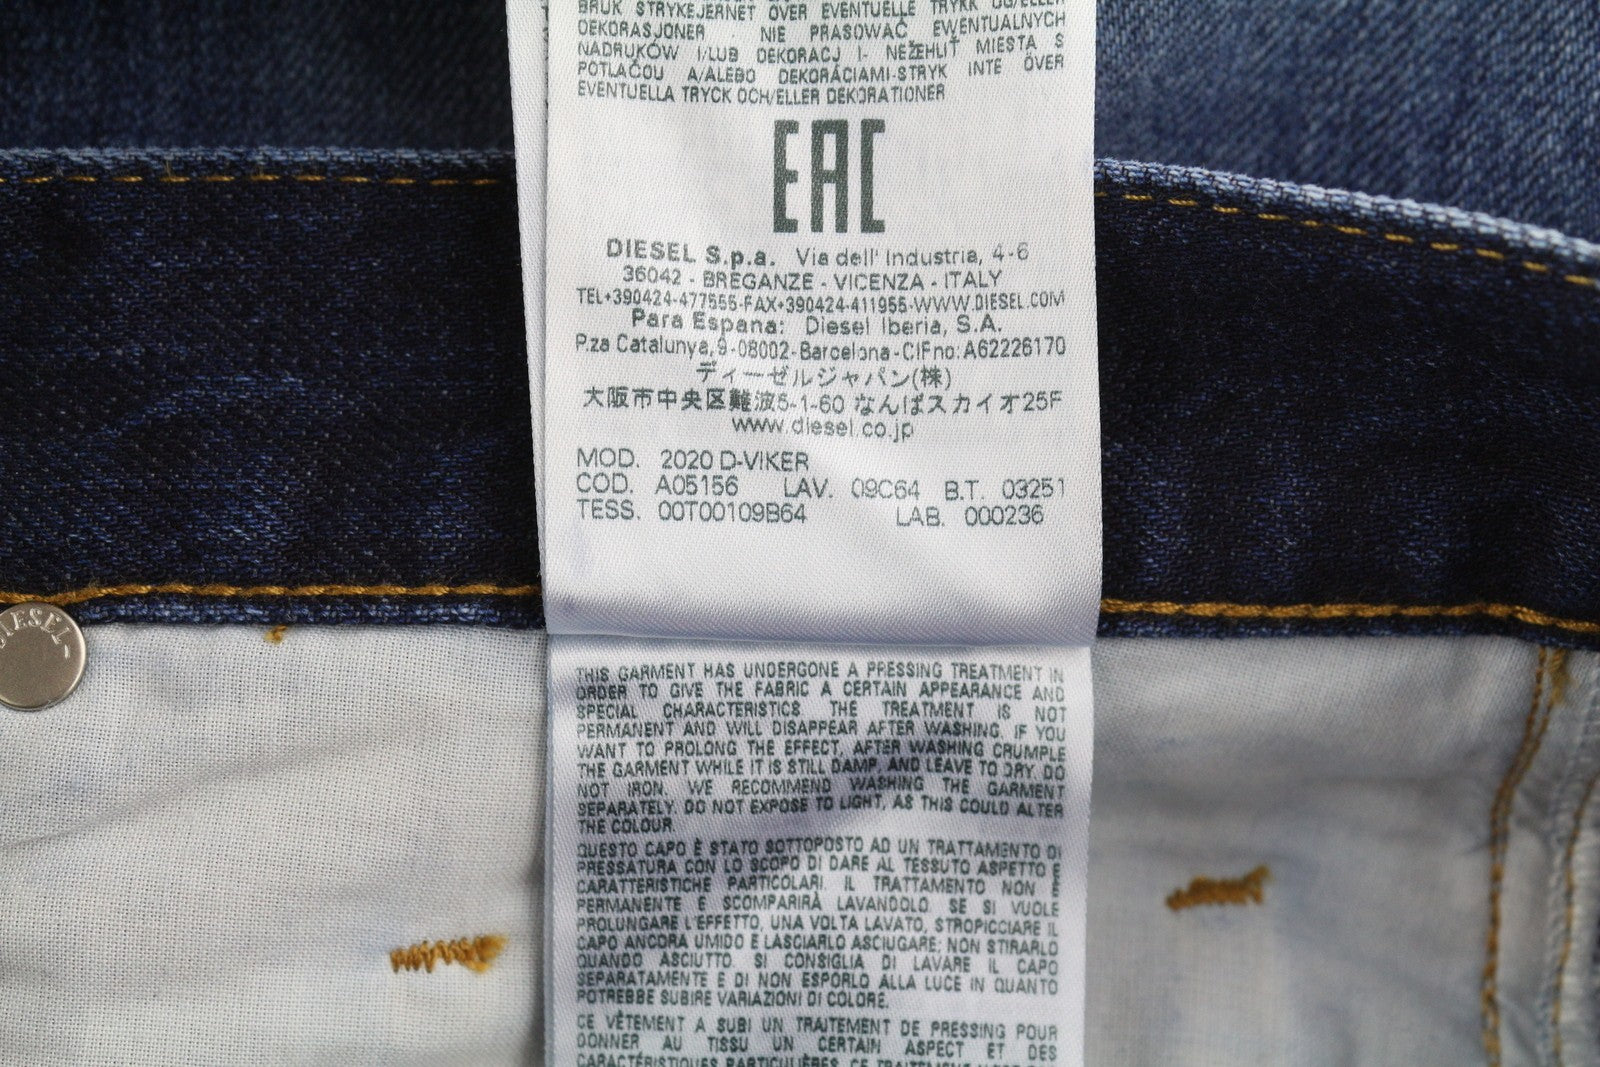 BRUK STRYKEJERNET OVER EVENTUELLE TRYKK OG/ELLER
DEKORASJONER - NIE PRASOWAĆ EWENTUALNYCH
NADRUKÓW I/LUB DEKORACJ I- NEŽEHLIŤ MIESTA S
POTLAČOU A/ALEBO DEKORÁCIAMI-STRYK INTE ÖVER
EVENTUELLA TRYCK OCH/ELLER DEKORATIONER
EAC
DIESEL S.p.a. Via dell' Industria, 4-6
36042 - BREGANZE - VICENZA - ITALY
TEL+390424-477555-FAX+390424-411955-WWW.DIESEL.COM
Para Espana: Diesel Iberia, S.A.
P.za Catalunya, 9-08002-Barcelona-CIFno:A62226170
ディーゼルジャパン(株)
大阪市中央区難波5-1-60 なんばスカイオ25F
www.diesel.co.jp
MOD. 2020 D-VIKER
COD. A05156 LAV. 09C64 B.T. 03251
TESS. 00T00109B64 LAB. 000236
DIESEL
THIS GARMENT HAS UNDERGONE A PRESSING TREATMENT IN
ORDER TO GIVE THE FABRIC A CERTAIN APPEARANCE AND
SPECIAL CHARACTERISTICS. THE TREATMENT IS NOT
PERMANENT AND WILL DISAPPEAR AFTER WASHING. IF YOU
WANT TO PROLONG THE EFFECT, AFTER WASHING CRUMPLE
THE GARMENT WHILE IT IS STILL DAMP, AND LEAVE TO DRY. DO
NOT IRON. WE RECOMMEND WASHING THE GARMENT
SEPARATELY. DO NOT EXPOSE TO LIGHT, AS THIS COULD ALTER
THE COLOUR.
QUESTO CAPO È STATO SOTTOPOSTO AD UN TRATTAMENTO DI
PRESSATURA CON LO SCOPO DI DARE AL TESSUTO ASPETTO E
CARATTERISTICHE PARTICOLARI. IL TRATTAMENTO NON È
PERMANENTE E SCOMPARIRÀ LAVANDOLO. SE SI VUOLE
PROLUNGARE L'EFFETTO, UNA VOLTA LAVATO, STROPICCIARE IL
CAPO ANCORA UMIDO E LASCIARLO ASCIUGARE; NON STIRARLO
QUANDO ASCIUTTO. SI CONSIGLIA DI LAVARE IL CAPO
SEPARATAMENTE E DI NON ESPORLO ALLA LUCE IN QUANTO
POTREBBE SUBIRE VARIAZIONI DI COLORE.
CE VÊTEMENT A SUBI UN TRAITEMENT DE PRESSING POUR
DONNER AU TISSU UN CERTAIN ASPECT ET DES
CARACTÉRISTIQUES PARTICULIÈRES. CE TRAITEMENT